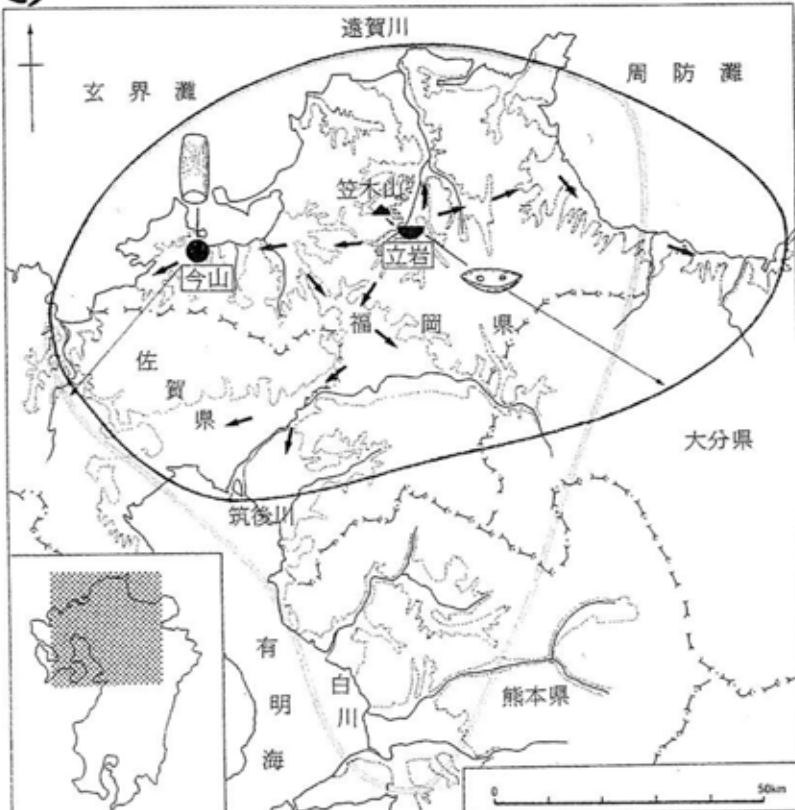 遠賀川
玄界灘
周防灘
笠木山
今山
立岩
福岡県
佐賀県
大分県
筑後川
有明海
白川
熊本県
0 50km